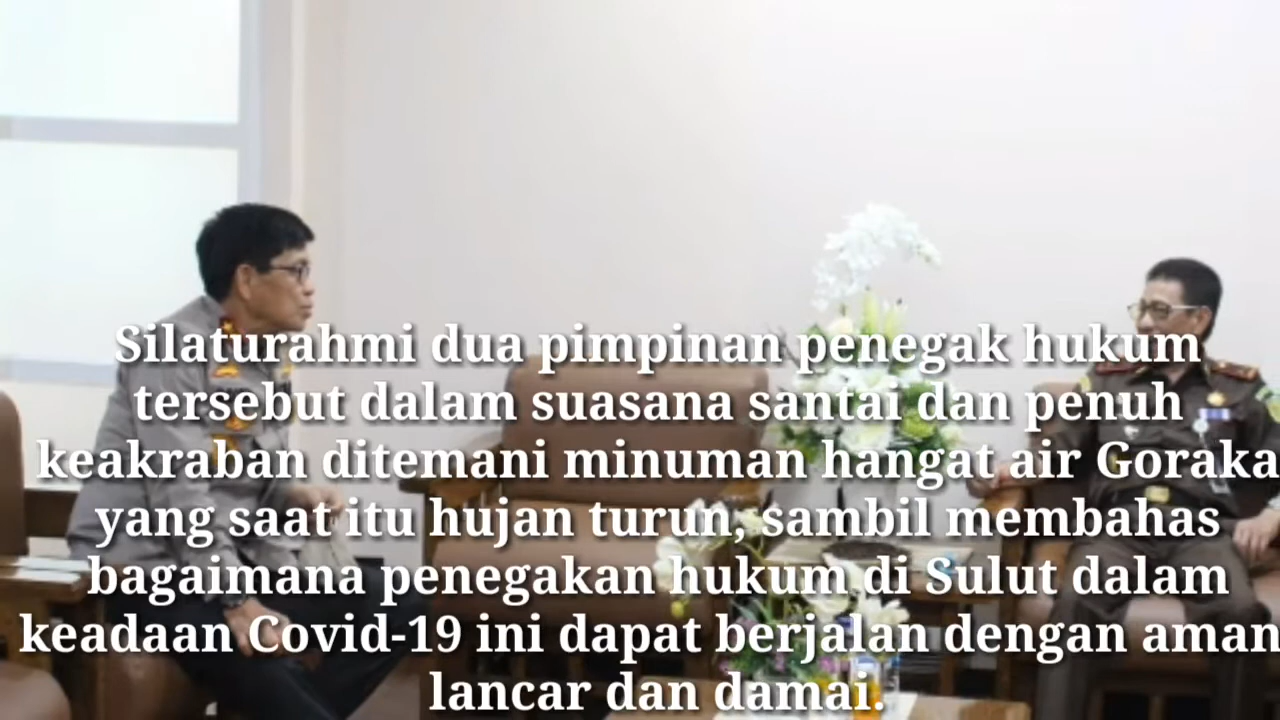 Silaturahmi dua pimpinan penegak hukum
tersebut dalam suasana santai dan penuh
keakraban ditemani minuman hangat air Goraka
yang saat itu hujan turun, sambil membahas
bagaimana penegakan hukum di Sulut dalam
keadaan Covid-19 ini dapat berjalan dengan aman
lancar dan damai.